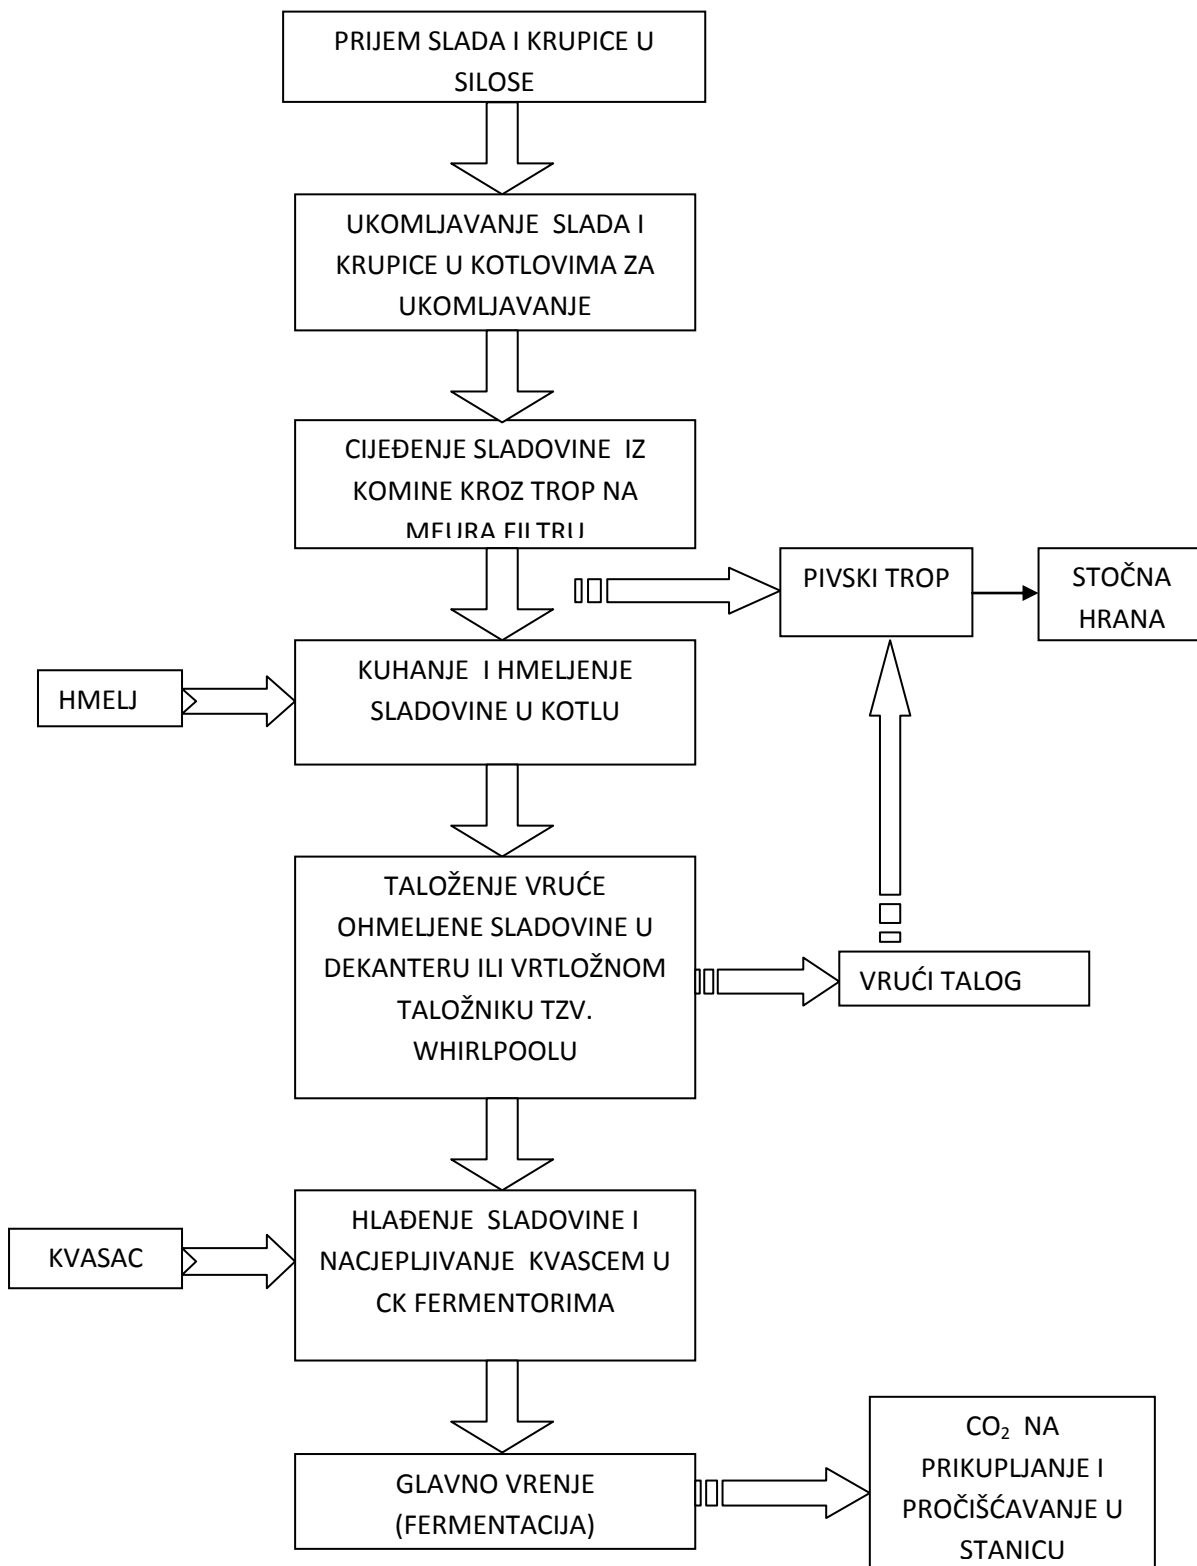 PRIJEM SLADA I KRUPICE U
SILOSE
UKOMLJAVANJE SLADA I
KRUPICE U KOTLOVIMA ZA
UKOMLJAVANJE
CIJEĐENJE SLADOVINE IZ
KOMINE KROZ TROP NA
MEURA FILTRU
PIVSKI TROP
STOČNA
HRANA
HMELJ
KUHANJE I HMELJENJE
SLADOVINE U KOTLU
TALOŽENJE VRUĆE
OHMELJENE SLADOVINE U
DEKANTERU ILI VRTLOŽNOM
TALOŽNIKU TZV.
WHIRLPOOLU
VRUĆI TALOG
KVASAC
HLAĐENJE SLADOVINE I
NACJEPLJIVANJE KVASCEM U
CK FERMENTORIMA
GLAVNO VRENJE
(FERMENTACIJA)
CO₂ NA
PRIKUPLJANJE I
PROČIŠĆAVANJE U
STANICU